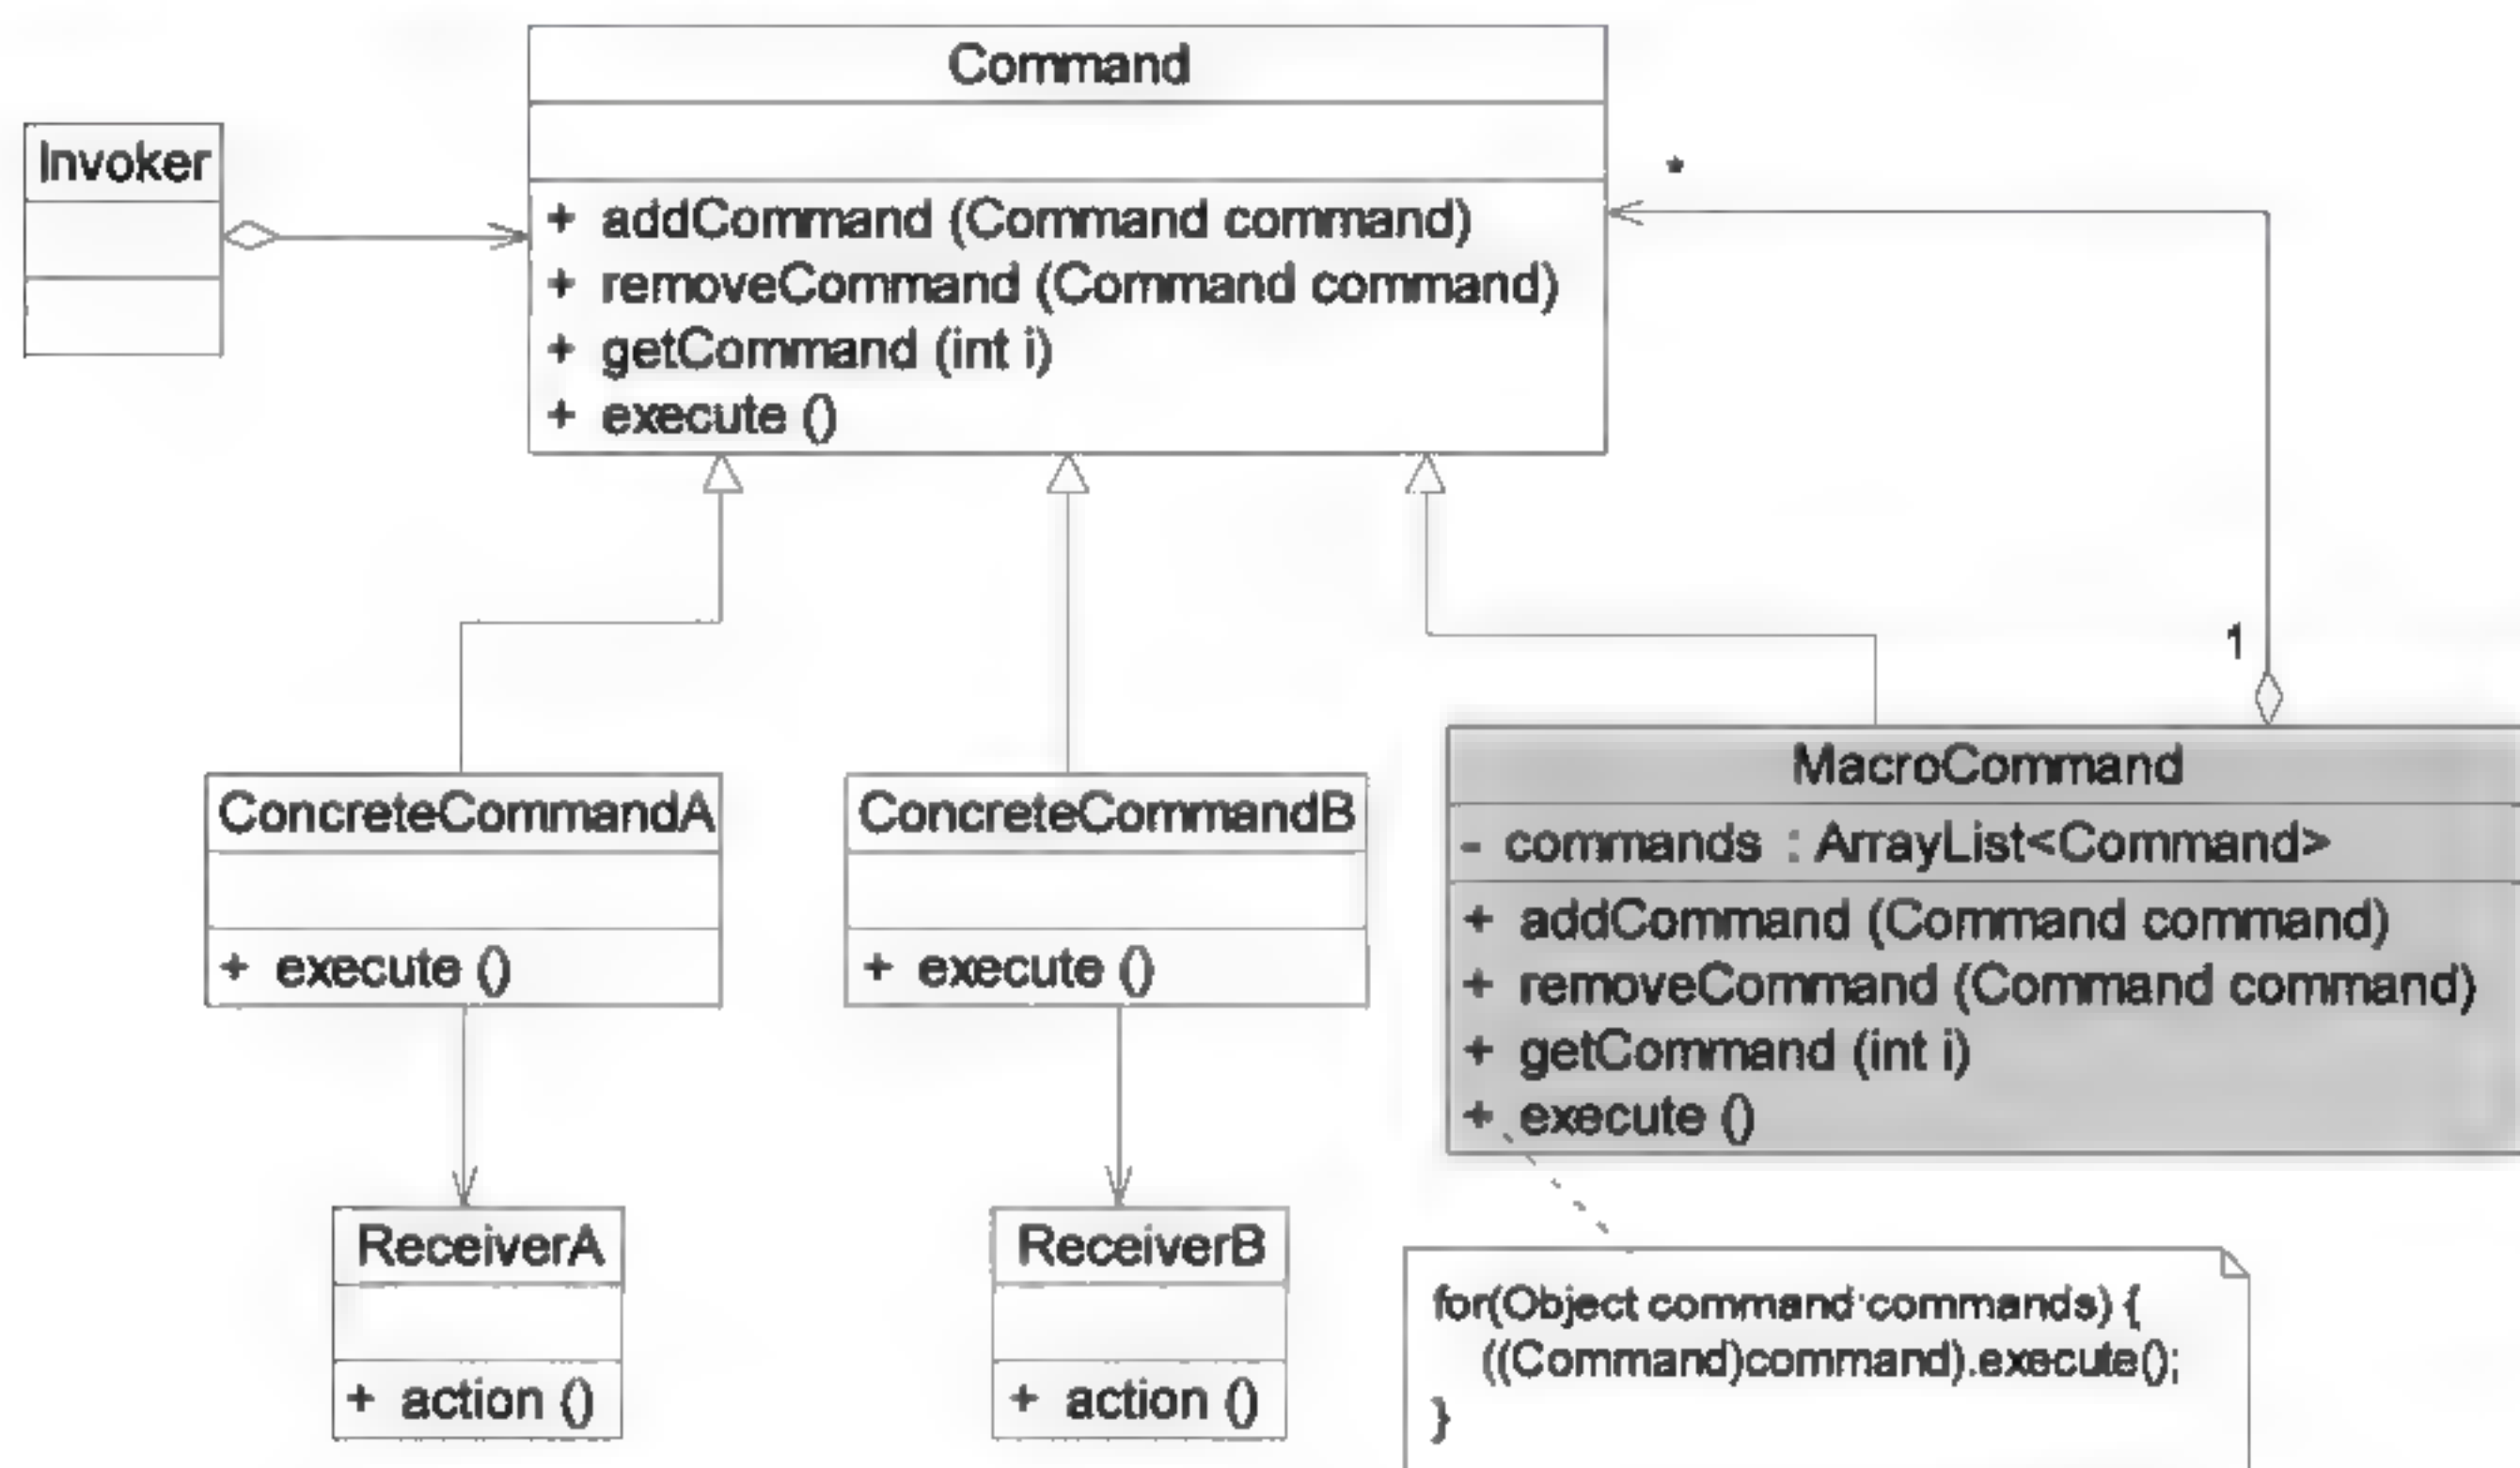 Command
Invoker
+ addCommand (Command command)
+ removeCommand (Command command)
+ getCommand (int i)
+ execute ()
*
1
ConcreteCommandA
+ execute ()
ConcreteCommandB
+ execute ()
MacroCommand
- commands : ArrayList<Command>
+ addCommand (Command command)
+ removeCommand (Command command)
+ getCommand (int i)
+ execute ()
ReceiverA
+ action ()
ReceiverB
+ action ()
for(Object command:commands) {
((Command)command).execute();
}